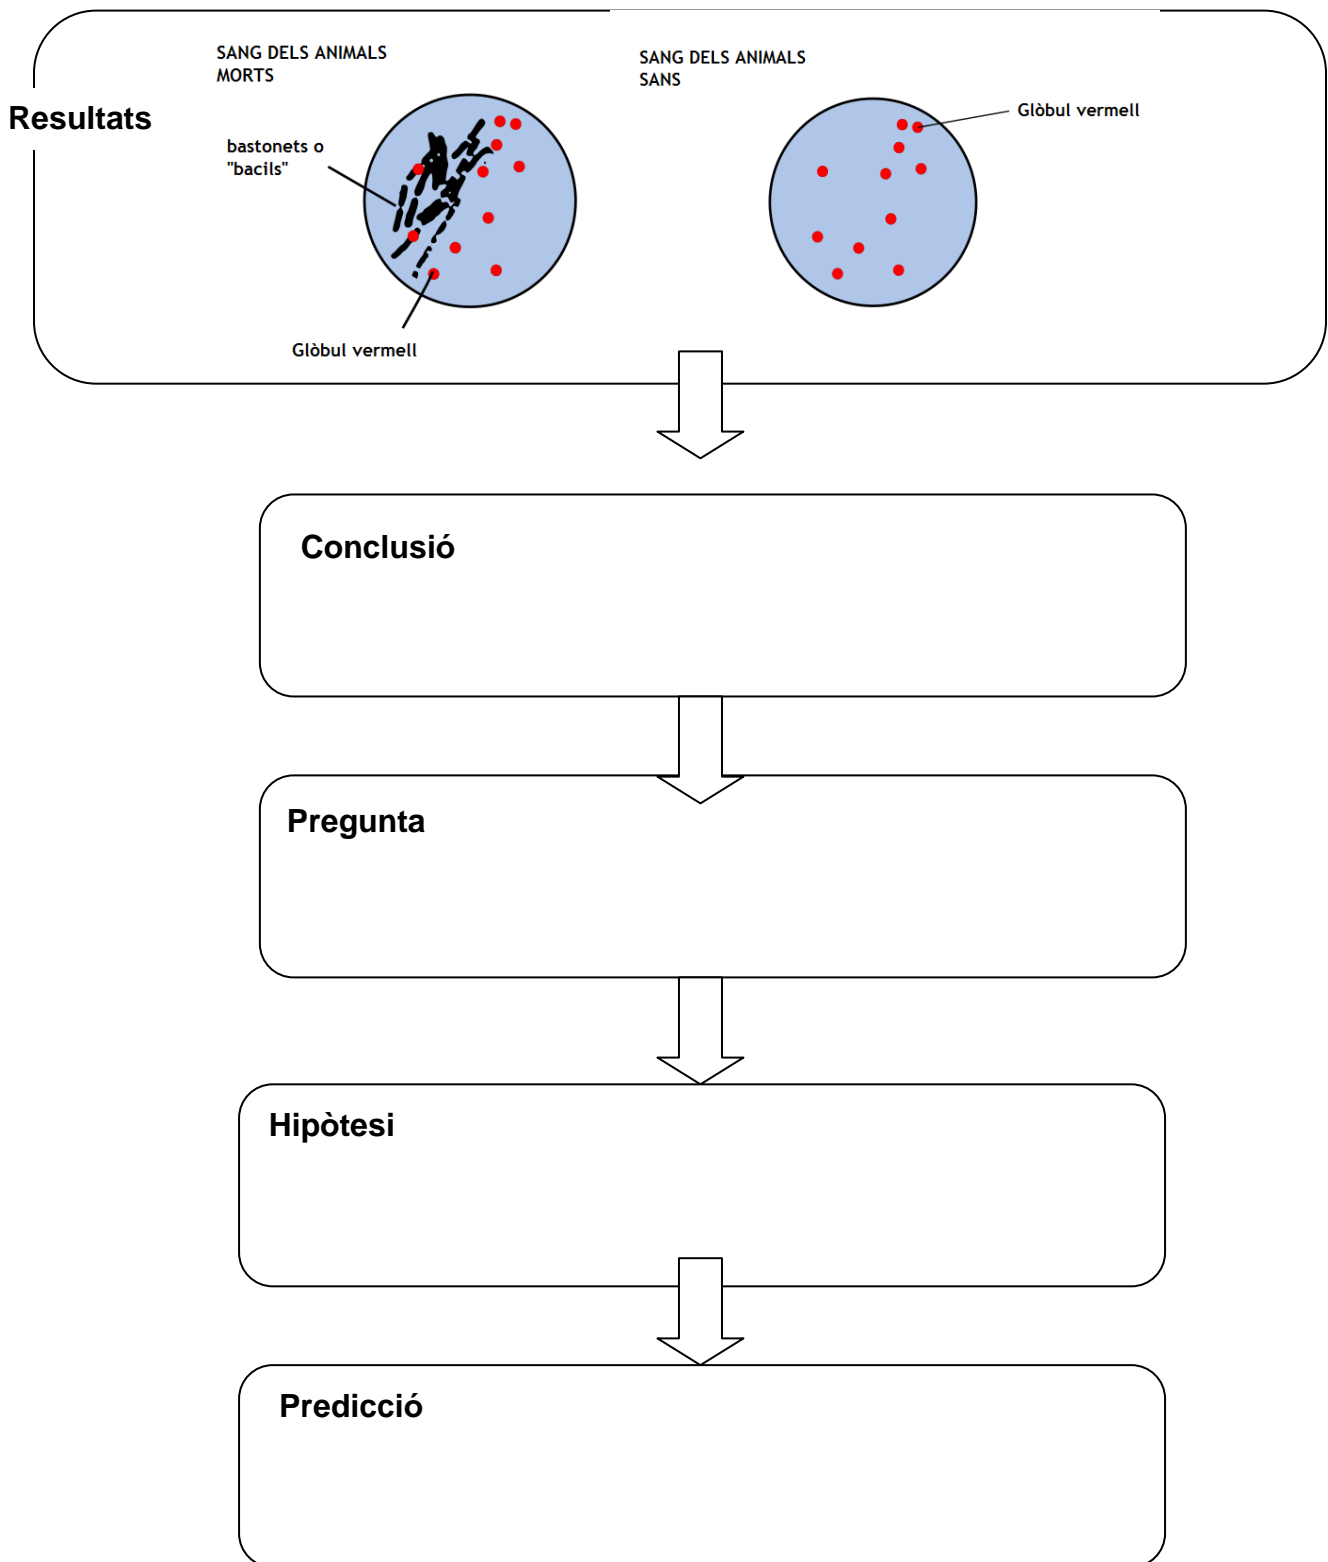 SANG DELS ANIMALS
MORTS
SANG DELS ANIMALS
SANS
Resultats
Glòbul vermell
bastonets o
"bacils"
Glòbul vermell
Conclusió
Pregunta
Hipòtesi
Predicció